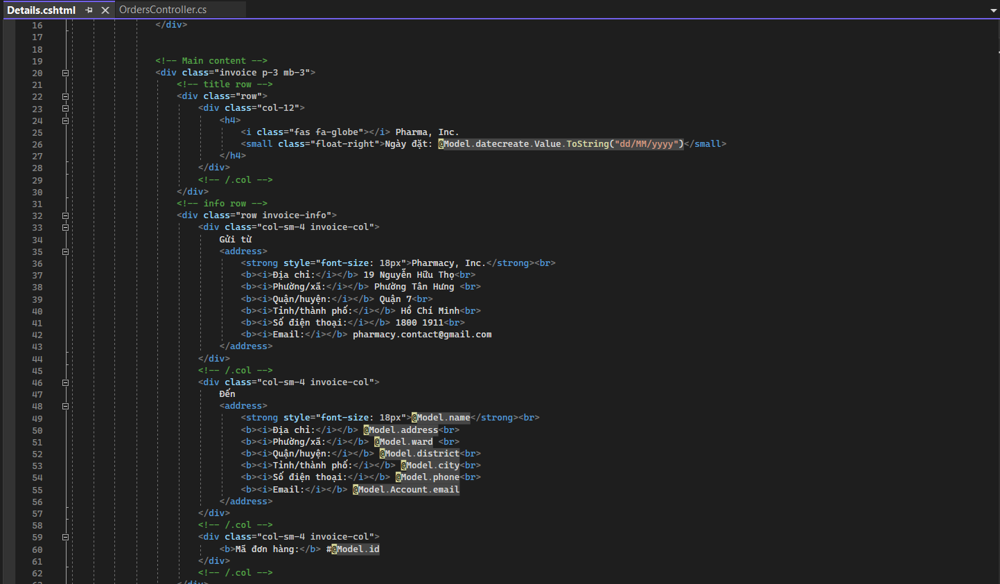 Details.cshtml OrdersController.cs
16 </div>
17
18
19 <!-- Main content -->
20 <div class="invoice p-3 mb-3">
21 <!-- title row -->
22 <div class="row">
23 <div class="col-12">
24 <h4>
25 <i class="fas fa-globe"></i> Pharma, Inc.
26 <small class="float-right">Ngày đặt: @Model.datecreate.Value.ToString("dd/MM/yyyy")</small>
27 </h4>
28 </div>
29 <!-- /.col -->
30 </div>
31 <!-- info row -->
32 <div class="row invoice-info">
33 <div class="col-sm-4 invoice-col">
34 Gửi từ
35 <address>
36 <strong style="font-size: 18px">Pharmacy, Inc.</strong><br>
37 <b><i>Địa chỉ:</i></b> 19 Nguyễn Hữu Thọ<br>
38 <b><i>Phường/xã:</i></b> Phường Tân Hưng <br>
39 <b><i>Quận/huyện:</i></b> Quận 7<br>
40 <b><i>Tỉnh/thành phố:</i></b> Hồ Chí Minh<br>
41 <b><i>Số điện thoại:</i></b> 1800 1911<br>
42 <b><i>Email:</i></b> pharmacy.contact@gmail.com
43 </address>
44 </div>
45 <!-- /.col -->
46 <div class="col-sm-4 invoice-col">
47 Đến
48 <address>
49 <strong style="font-size: 18px">@Model.name</strong><br>
50 <b><i>Địa chỉ:</i></b> @Model.address<br>
51 <b><i>Phường/xã:</i></b> @Model.ward <br>
52 <b><i>Quận/huyện:</i></b> @Model.district<br>
53 <b><i>Tỉnh/thành phố:</i></b> @Model.city<br>
54 <b><i>Số điện thoại:</i></b> @Model.phone<br>
55 <b><i>Email:</i></b> @Model.Account.email
56 </address>
57 </div>
58 <!-- /.col -->
59 <div class="col-sm-4 invoice-col">
60 <b>Mã đơn hàng:</b> #@Model.id
61 </div>
62 <!-- /.col -->
63 </div>